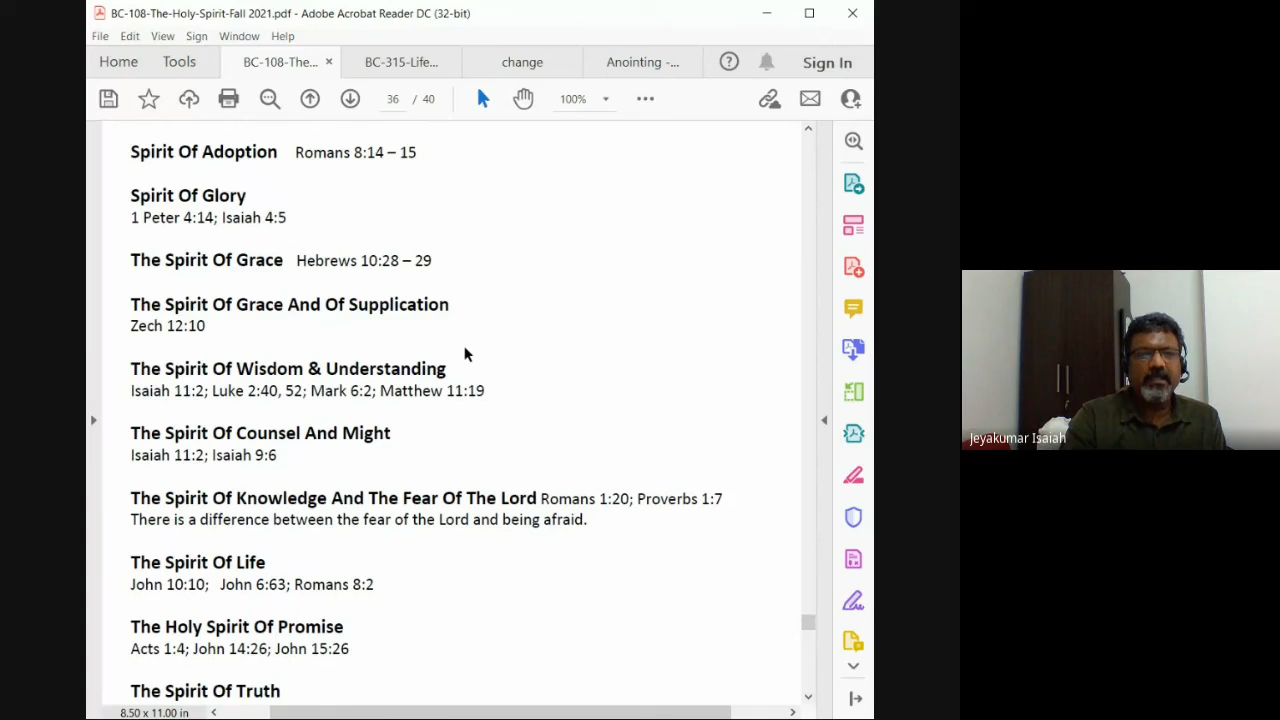 BC-108-The-Holy-Spirit-Fall 2021.pdf - Adobe Acrobat Reader DC (32-bit)
File Edit View Sign Window Help
Home Tools BC-108-The... × BC-315-Life... change Anointing -... Sign In
36 / 40 100%
Spirit Of Adoption Romans 8:14 – 15
Spirit Of Glory
1 Peter 4:14; Isaiah 4:5
The Spirit Of Grace Hebrews 10:28 – 29
The Spirit Of Grace And Of Supplication
Zech 12:10
The Spirit Of Wisdom & Understanding
Isaiah 11:2; Luke 2:40, 52; Mark 6:2; Matthew 11:19
The Spirit Of Counsel And Might
Isaiah 11:2; Isaiah 9:6
The Spirit Of Knowledge And The Fear Of The Lord Romans 1:20; Proverbs 1:7
There is a difference between the fear of the Lord and being afraid.
The Spirit Of Life
John 10:10; John 6:63; Romans 8:2
The Holy Spirit Of Promise
Acts 1:4; John 14:26; John 15:26
The Spirit Of Truth
8.50 x 11.00 in
Jeyakumar Isaiah